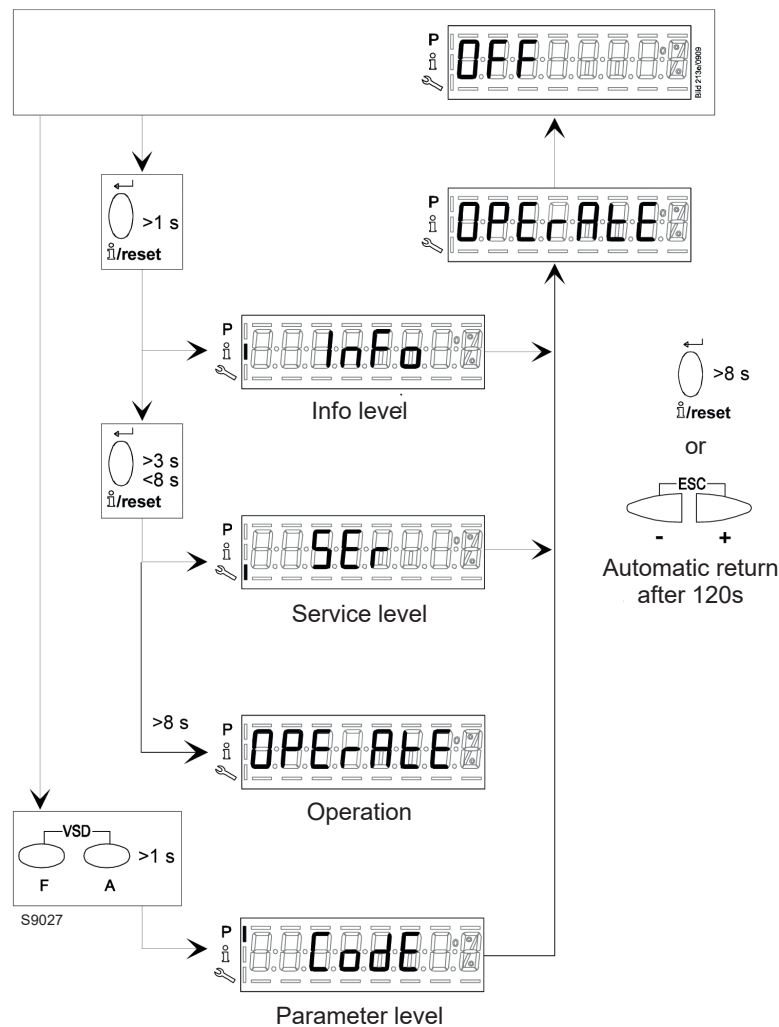 P
OFF
Bild 213e/0909
P
OPErAtE
>1 s
i/reset
P
InFo
Info level
>8 s
i/reset
or
ESC
- +
Automatic return
after 120s
>3 s
<8 s
i/reset
P
SEr
Service level
>8 s
P
OPErAtE
Operation
VSD
>1 s
F A
S9027
P
CodE
Parameter level